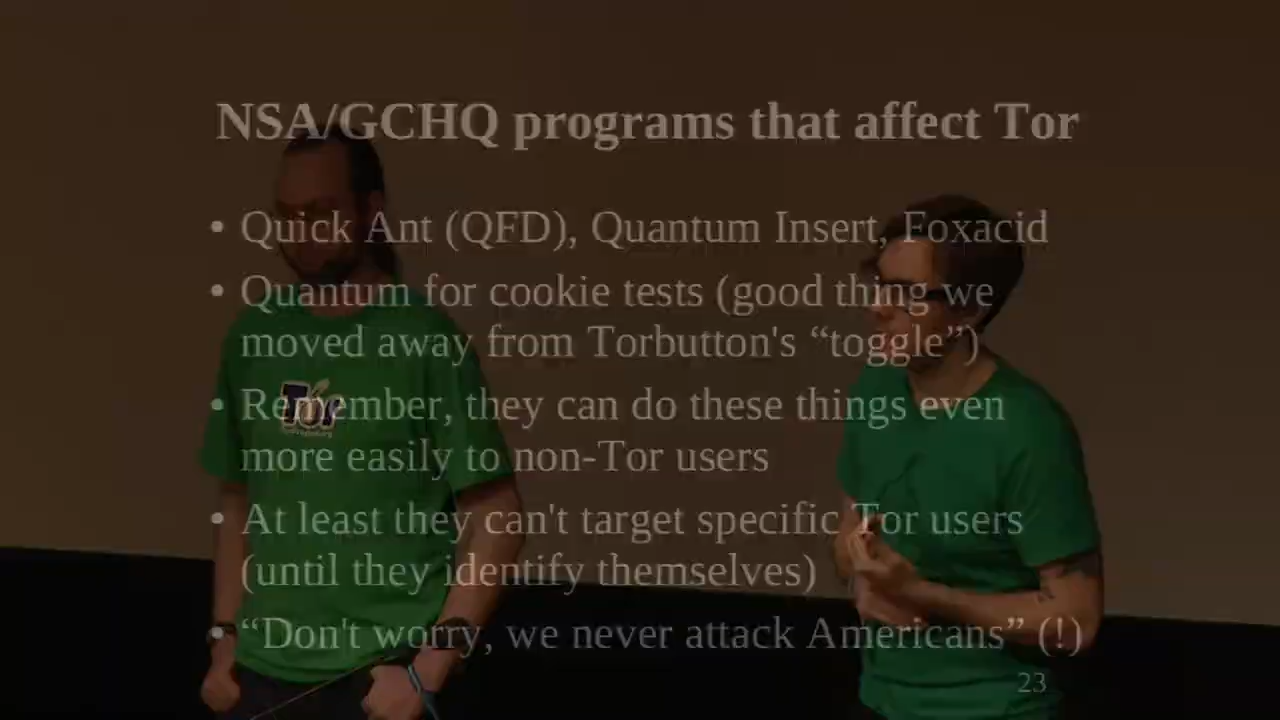 NSA/GCHQ programs that affect Tor
• Quick Ant (QFD), Quantum Insert, Foxacid
• Quantum for cookie tests (good thing we
moved away from Torbutton's “toggle”)
• Remember, they can do these things even
more easily to non-Tor users
• At least they can't target specific Tor users
(until they identify themselves)
• “Don't worry, we never attack Americans” (!)
23
Tor